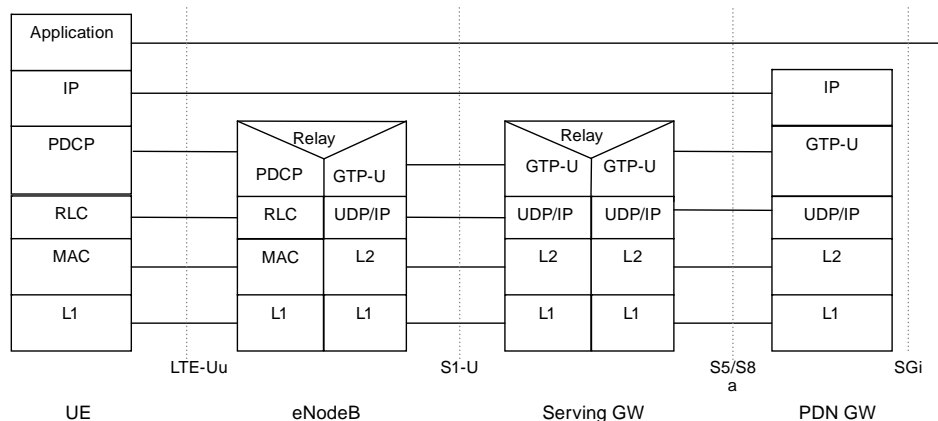 Application
IP
IP
PDCP
Relay
Relay
GTP-U
PDCP
GTP-U
GTP-U
GTP-U
RLC
RLC
UDP/IP
UDP/IP
UDP/IP
UDP/IP
MAC
MAC
L2
L2
L2
L2
L1
L1
L1
L1
L1
L1
LTE-Uu
S1-U
S5/S8
a
SGi
UE
eNodeB
Serving GW
PDN GW